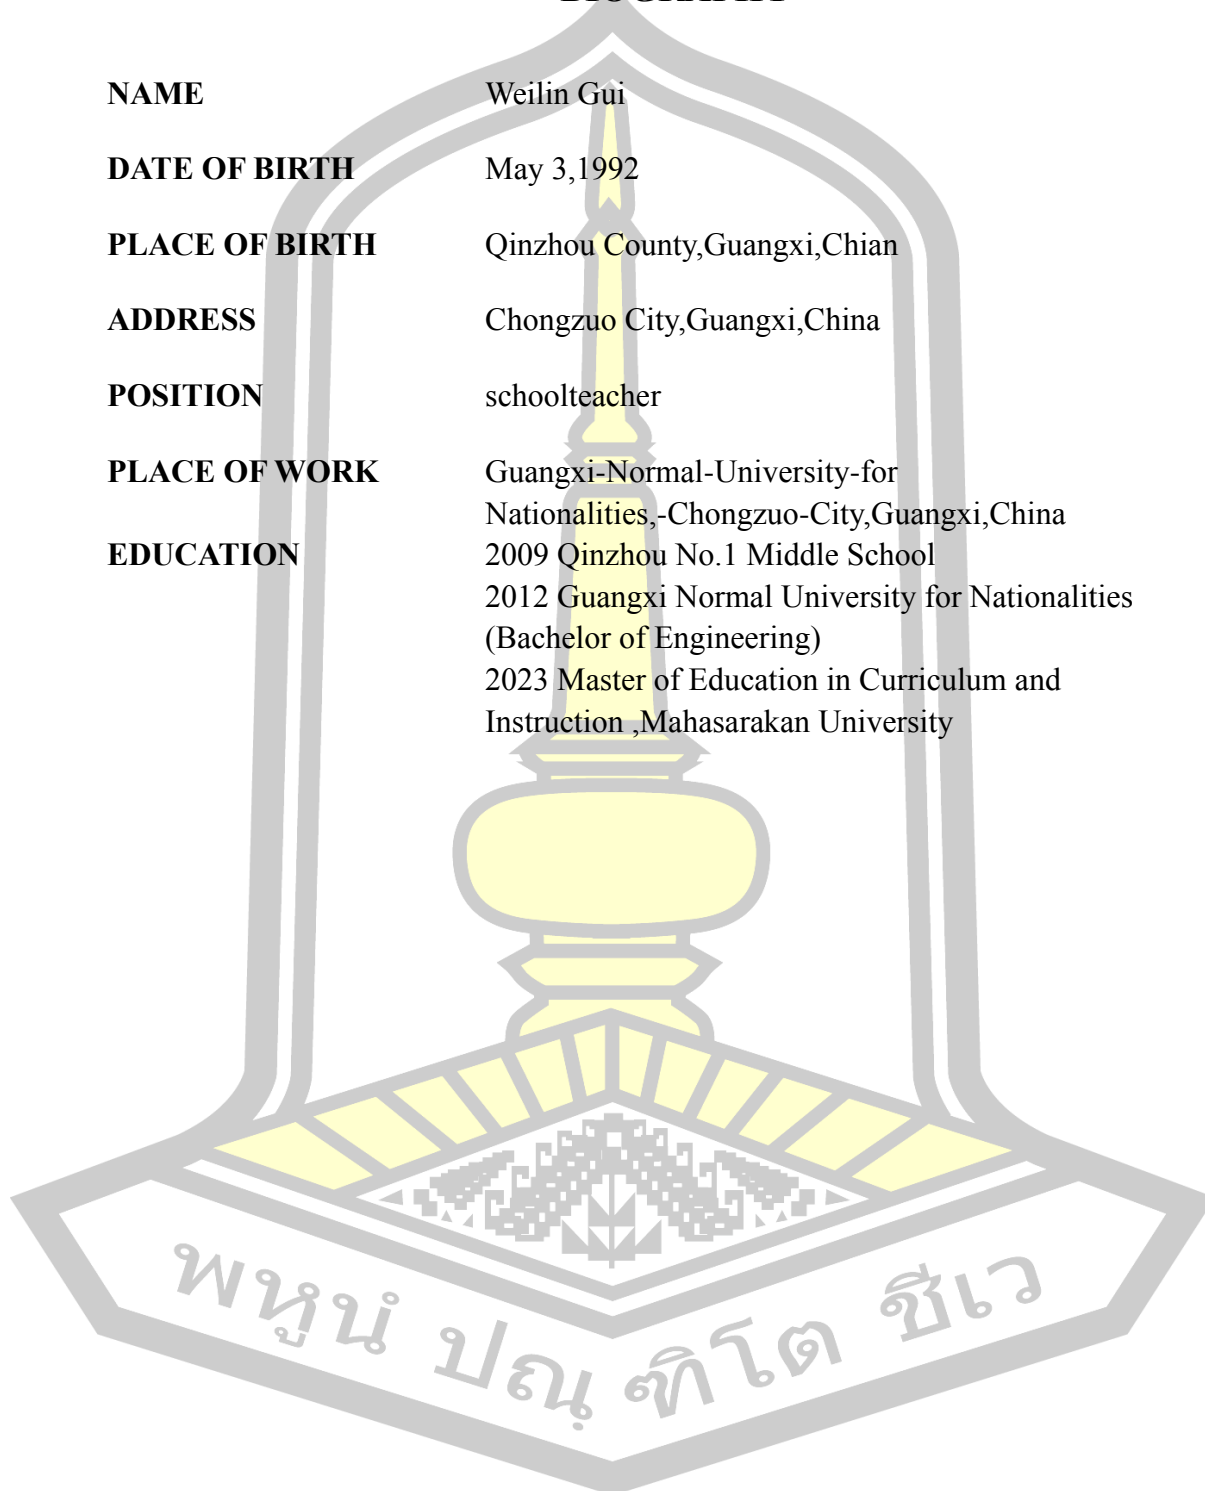 BIOGRAPHY
NAME Weilin Gui
DATE OF BIRTH May 3,1992
PLACE OF BIRTH Qinzhou County,Guangxi,Chian
ADDRESS Chongzuo City,Guangxi,China
POSITION schoolteacher
PLACE OF WORK Guangxi-Normal-University-for
Nationalities,-Chongzuo-City,Guangxi,China
EDUCATION 2009 Qinzhou No.1 Middle School
2012 Guangxi Normal University for Nationalities
(Bachelor of Engineering)
2023 Master of Education in Curriculum and
Instruction ,Mahasarakan University
พหูนํ ปณฺฑิโต ชีเว